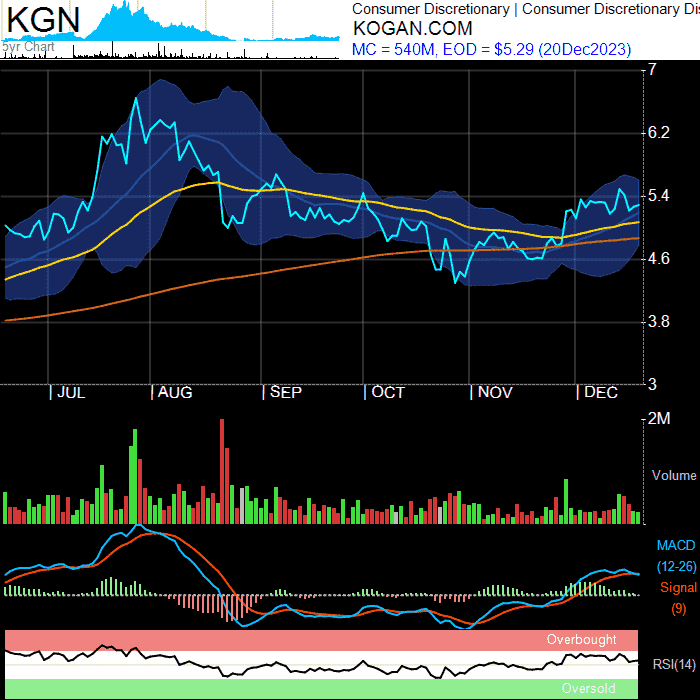 KGN
5yr Chart
Consumer Discretionary | Consumer Discretionary Dis
KOGAN.COM
MC = 540M, EOD = $5.29 (20Dec2023)
7
6.2
5.4
4.6
3.8
3
JUL
AUG
SEP
OCT
NOV
DEC
2M
Volume
MACD
(12-26)
Signal
(9)
Overbought
RSI(14)
Oversold